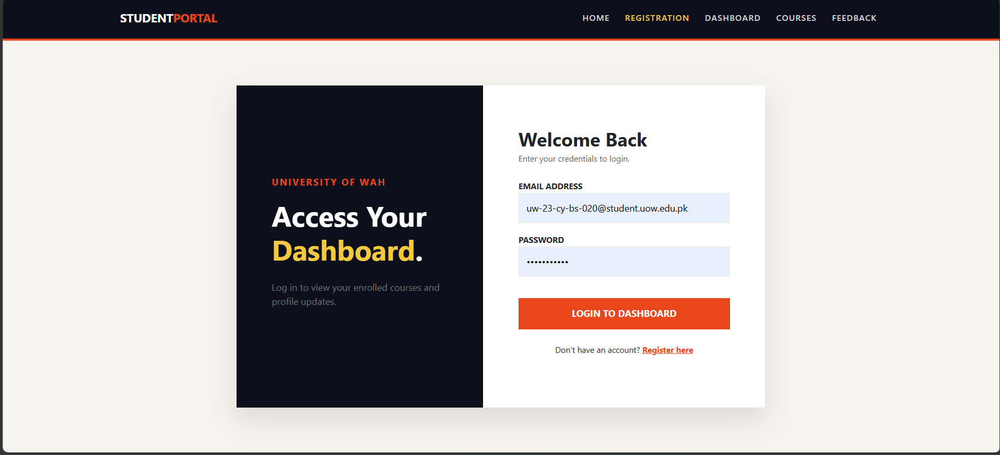 STUDENTPORTAL
HOME REGISTRATION DASHBOARD COURSES FEEDBACK
UNIVERSITY OF WAH
Access Your
Dashboard.
Log in to view your enrolled courses and
profile updates.
Welcome Back
Enter your credentials to login.
EMAIL ADDRESS
uw-23-cy-bs-020@student.uow.edu.pk
PASSWORD
•••••••••••
LOGIN TO DASHBOARD
Don't have an account? Register here